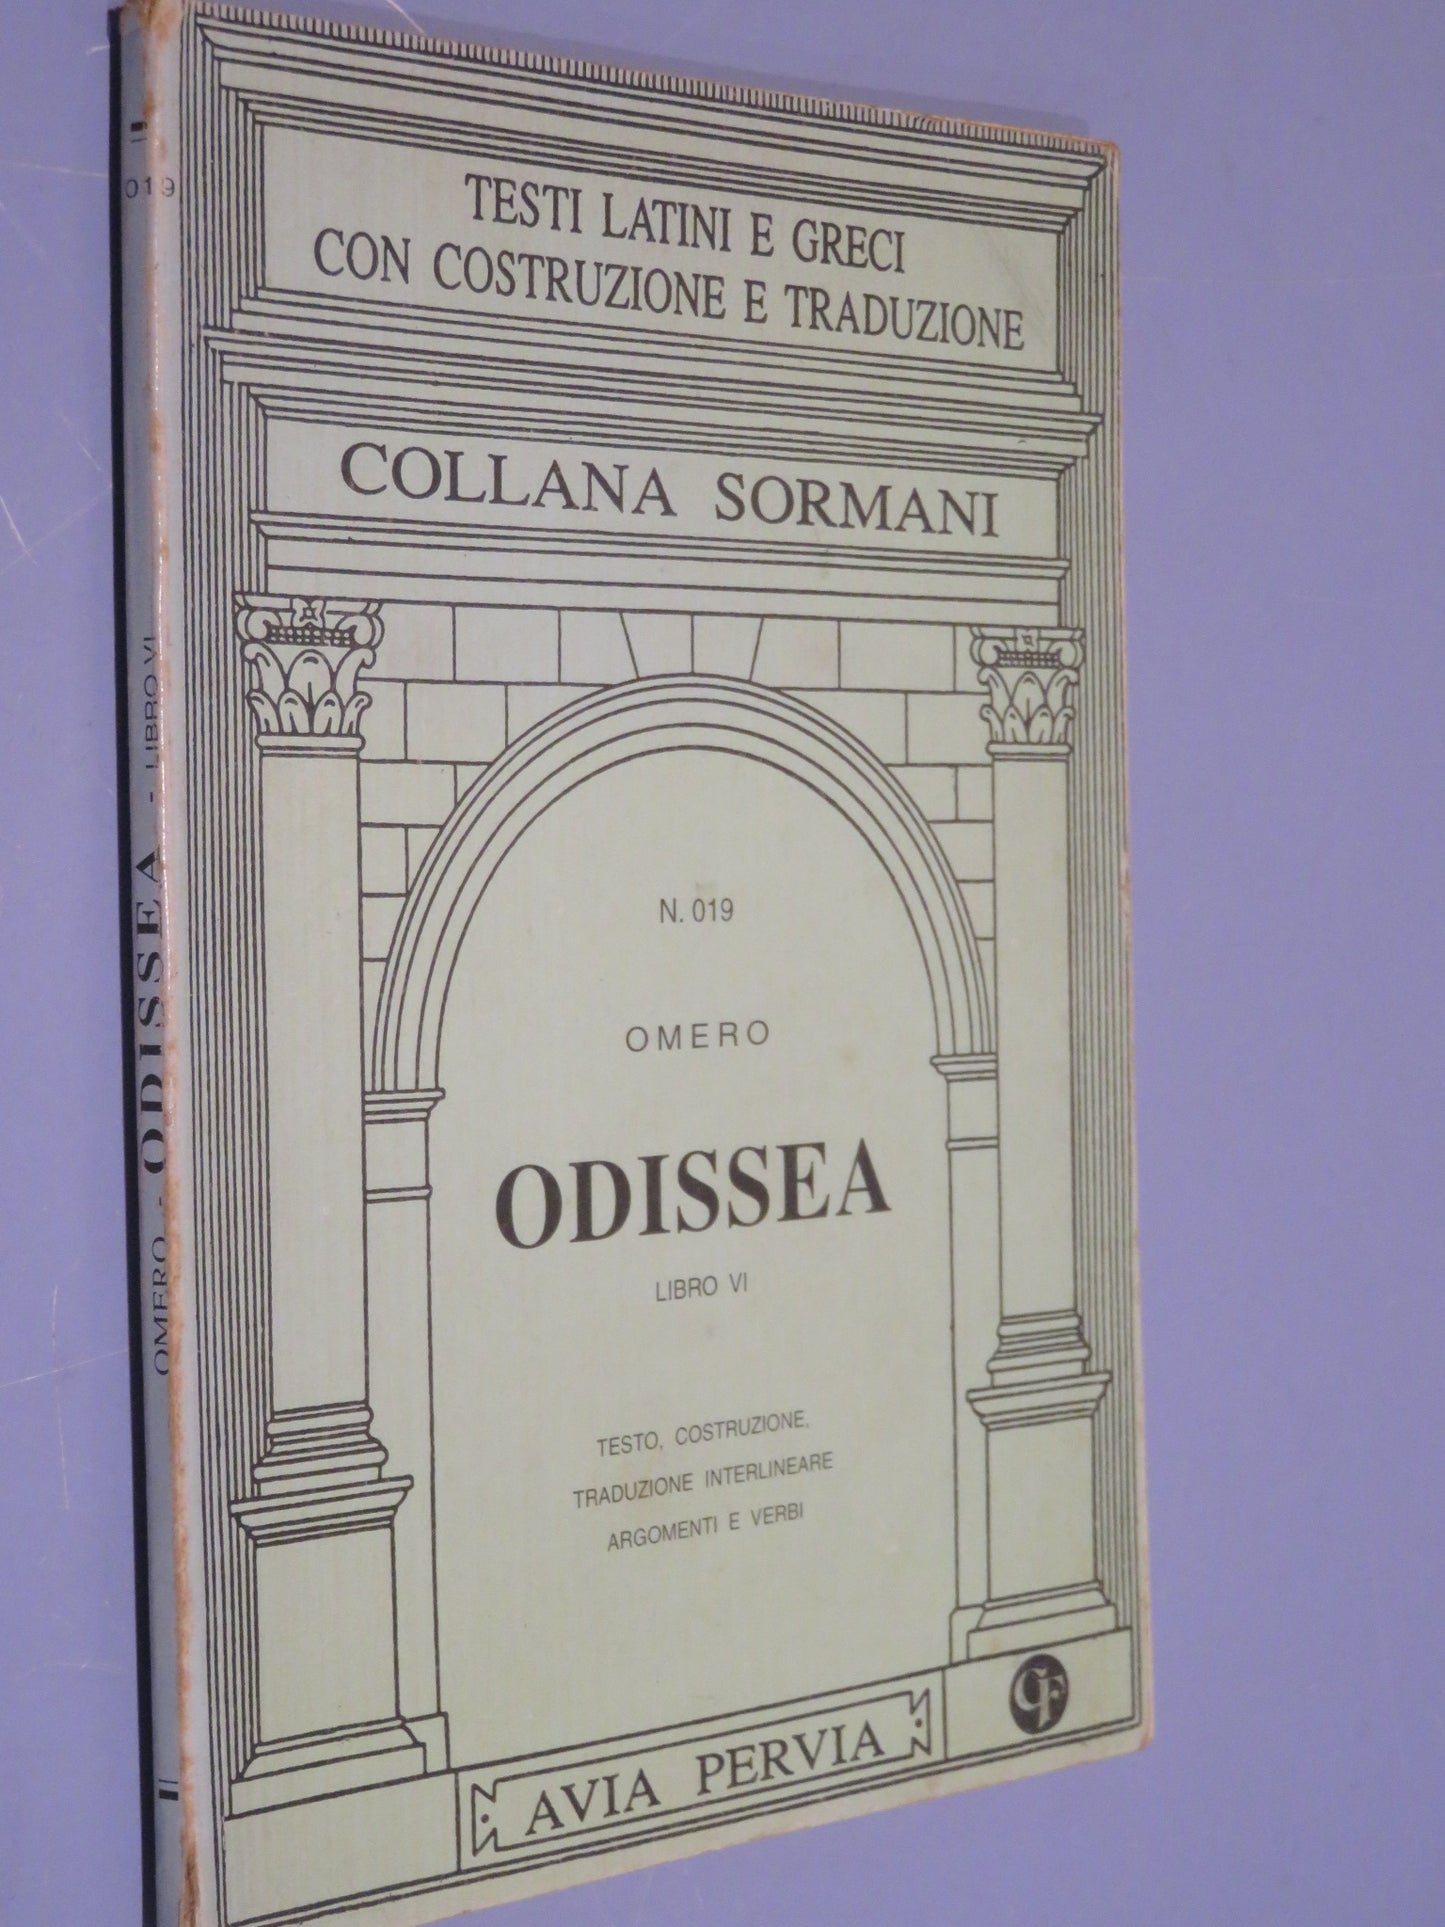 TESTI LATINI E GRECI
CON COSTRUZIONE E TRADUZIONE
COLLANA SORMANI
N. 019
OMERO
ODISSEA
LIBRO VI
TESTO, COSTRUZIONE,
TRADUZIONE INTERLINEARE
ARGOMENTI E VERBI
AVIA PERVIA
GF
019
OMERO - ODISSEA - LIBRO VI